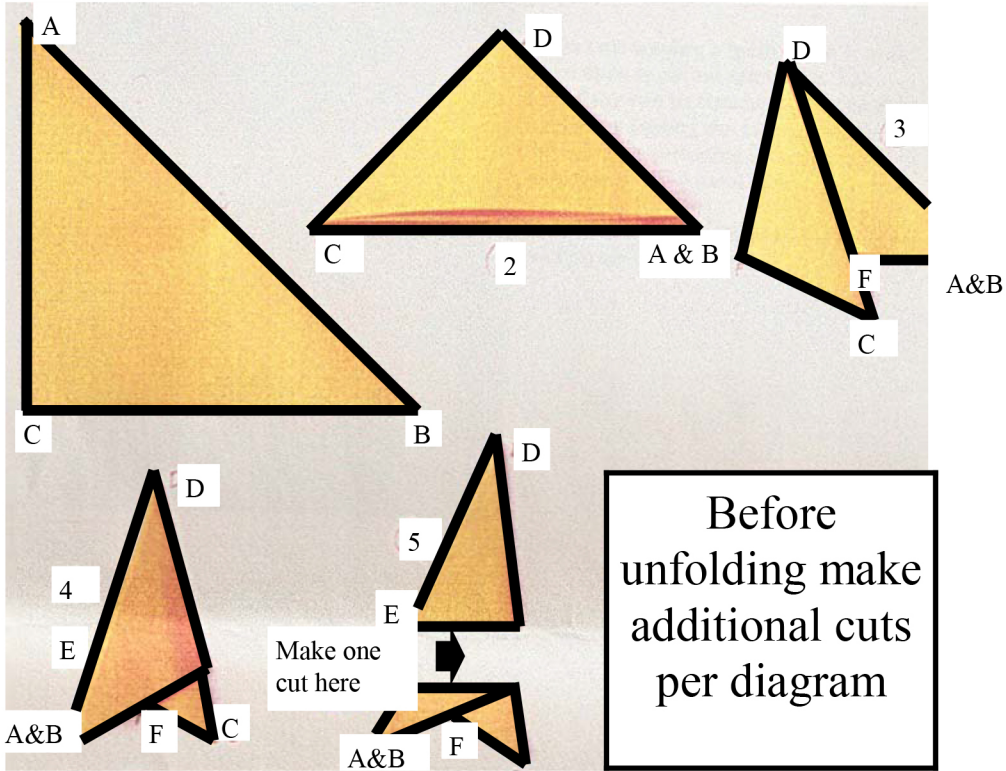 A
C
B
D
C
2
A & B
D
3
F
C
A&B
D
4
E
A&B
F
C
D
5
E
Make one
cut here
A&B
F
Before
unfolding make
additional cuts
per diagram